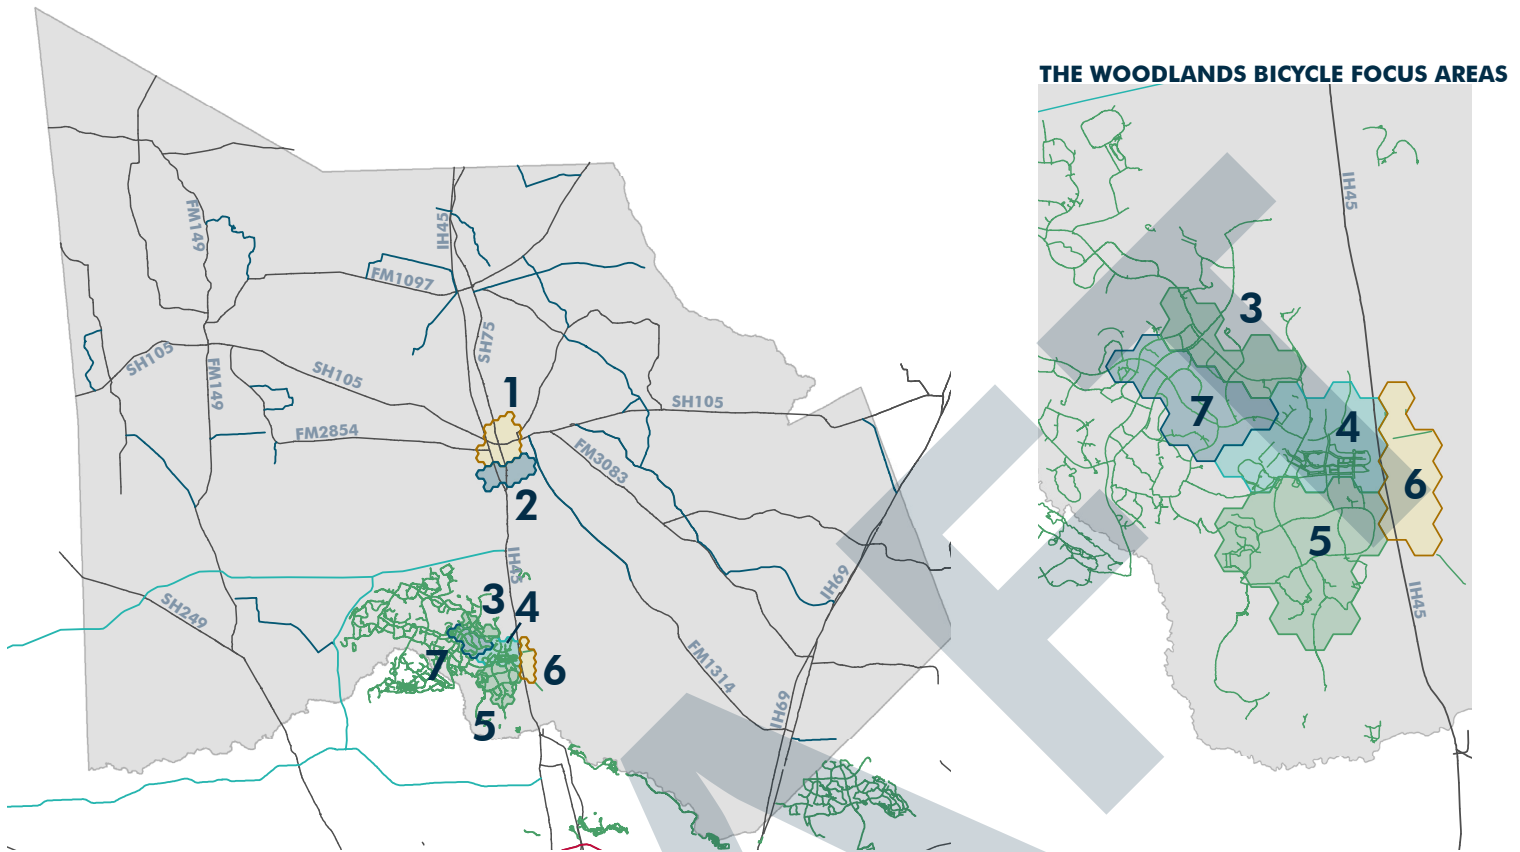 THE WOODLANDS BICYCLE FOCUS AREAS
FM149
IH45
FM1097
SH75
SH105
FM149
SH105
1
SH105
FM2854
FM3083
2
IH45
IH69
SH249
3
4
7
6
5
FM1314
IH69
IH45
3
7
4
6
5
IH45